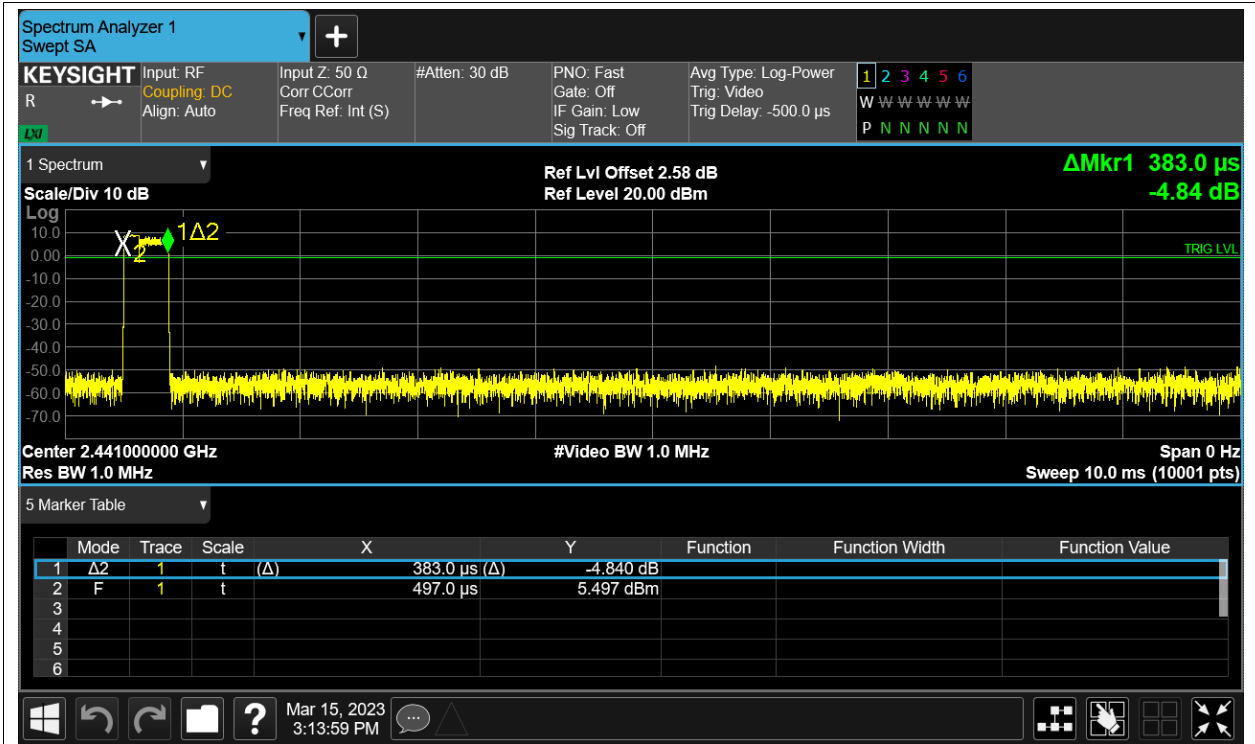 Spectrum Analyzer 1
Swept SA
+
KEYSIGHT Input: RF Input Z: 50 Ω #Atten: 30 dB PNO: Fast Avg Type: Log-Power 1 2 3 4 5 6
R Coupling: DC Corr CCorr Gate: Off Trig: Video W W W W W W
Align: Auto Freq Ref: Int (S) IF Gain: Low Trig Delay: -500.0 µs
LXI Sig Track: Off P N N N N N
1 Spectrum Ref Lvl Offset 2.58 dB ΔMkr1 383.0 µs
Scale/Div 10 dB Ref Level 20.00 dBm -4.84 dB
Log
10.0
X 2 1Δ2
0.00 TRIG LVL
-10.0
-20.0
-30.0
-40.0
-50.0
-60.0
-70.0
Center 2.441000000 GHz #Video BW 1.0 MHz Span 0 Hz
Res BW 1.0 MHz Sweep 10.0 ms (10001 pts)
5 Marker Table
Mode Trace Scale X Y Function Function Width Function Value
1 Δ2 1 t (Δ) 383.0 µs (Δ) -4.840 dB
2 F 1 t 497.0 µs 5.497 dBm
3
4
5
6
? Mar 15, 2023
3:13:59 PM